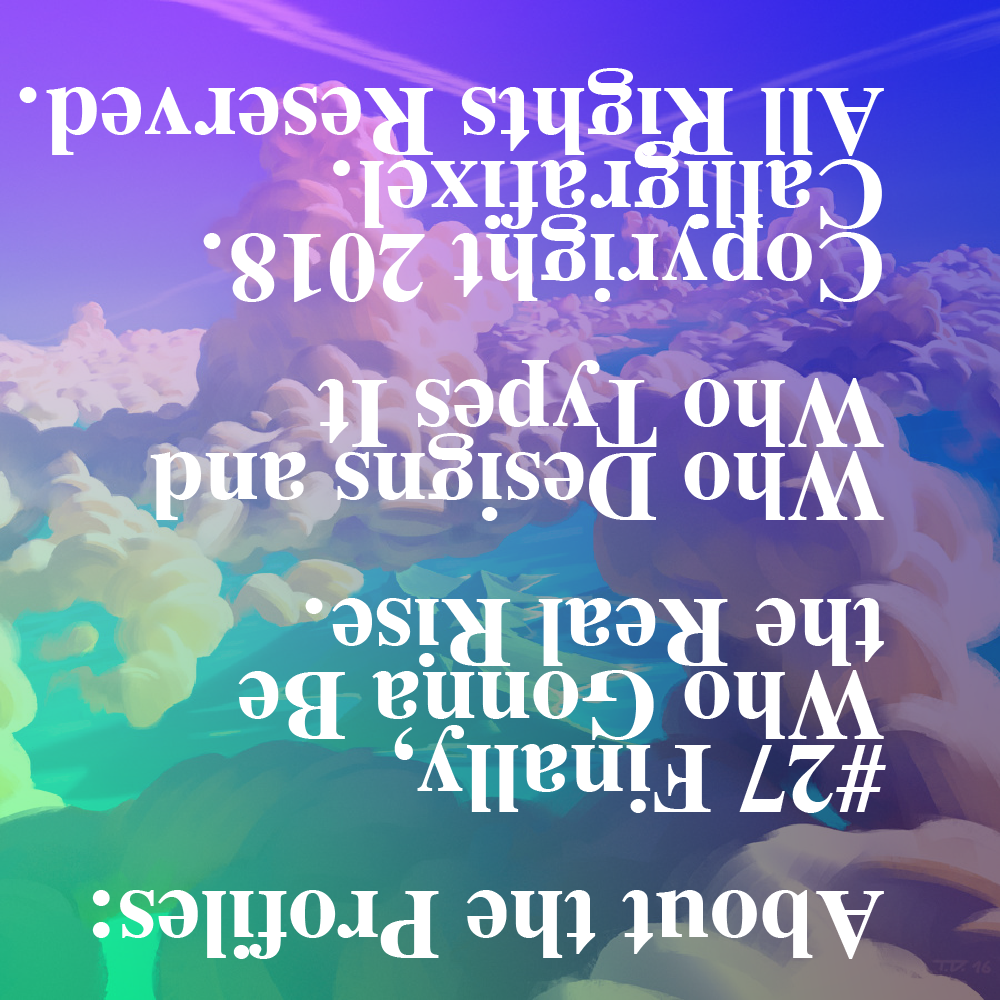 About the Profiles:
#27 Finally,
Who Gonna Be
the Real Rise.
Who Designs and
Who Types It
Copyright 2018.
Calligrafixel.
All Rights Reserved.